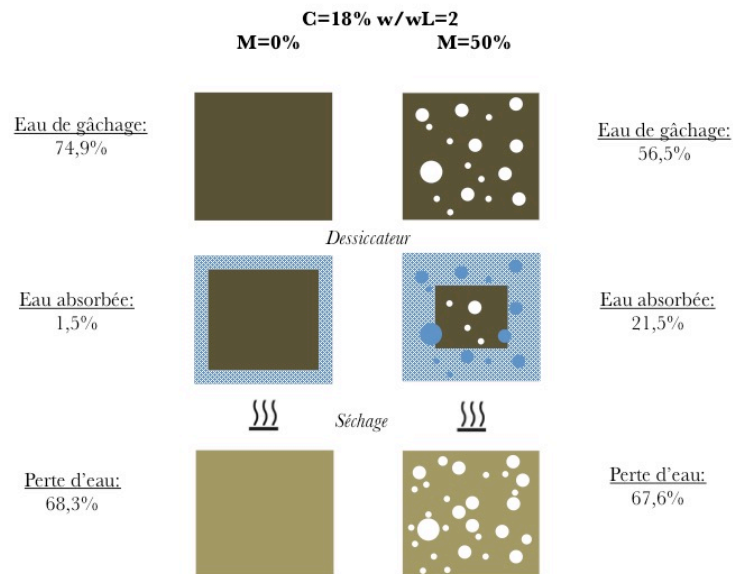 C=18% w/wL=2
M=0% M=50%
Eau de gâchage:
74,9%
Eau de gâchage:
56,5%
Dessiccateur
Eau absorbée:
1,5%
Eau absorbée:
21,5%
Séchage
Perte d'eau:
68,3%
Perte d'eau:
67,6%